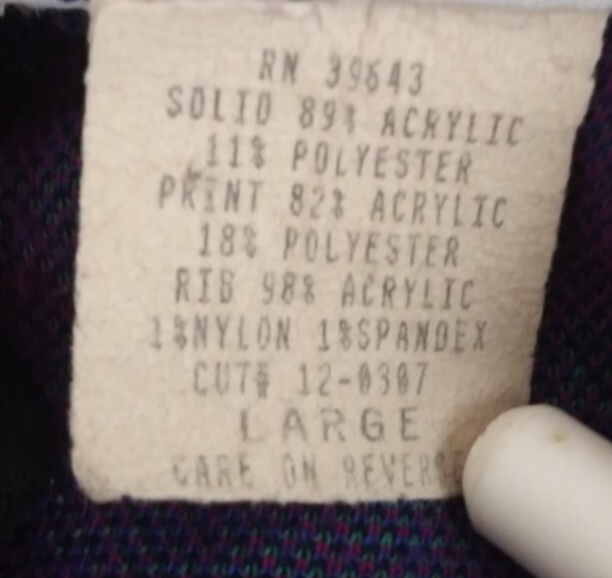 RN 39643
SOLID 89% ACRYLIC
11% POLYESTER
PRINT 82% ACRYLIC
18% POLYESTER
RIB 98% ACRYLIC
1%NYLON 1%SPANDEX
CUT# 12-0307
LARGE
CARE ON REVERSE